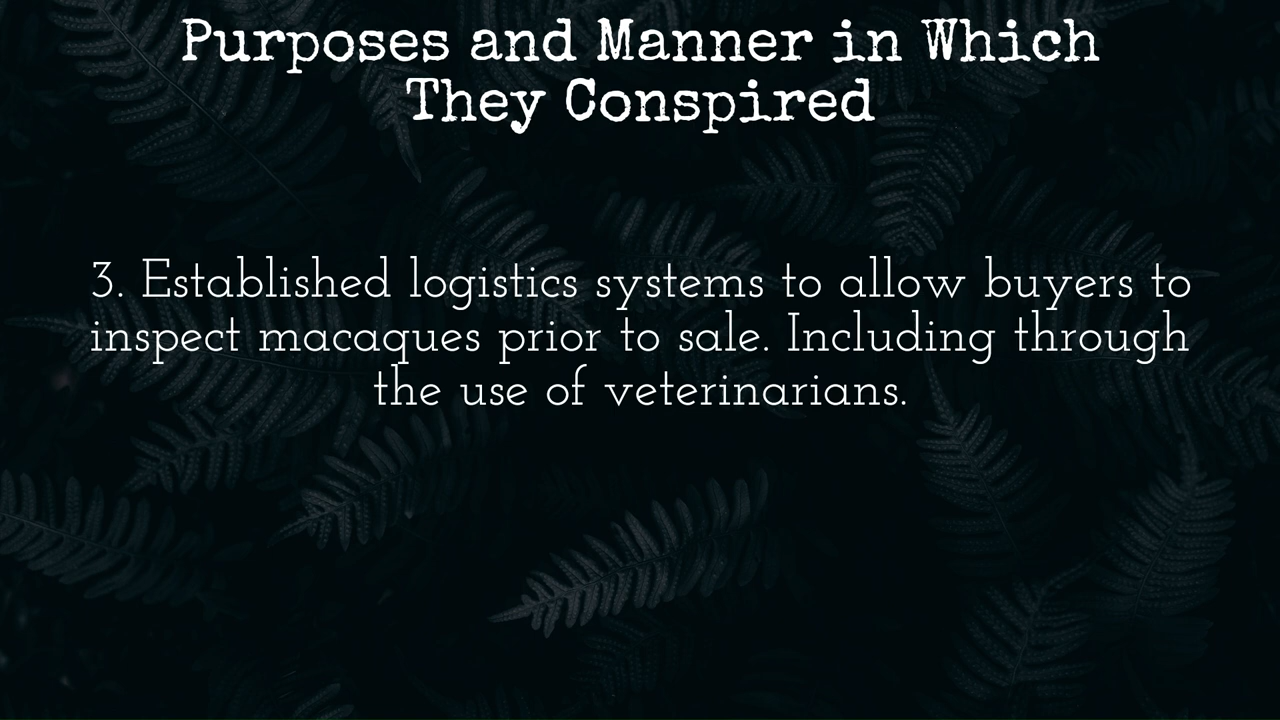 Purposes and Manner in Which
They Conspired
3. Established logistics systems to allow buyers to
inspect macaques prior to sale. Including through
the use of veterinarians.